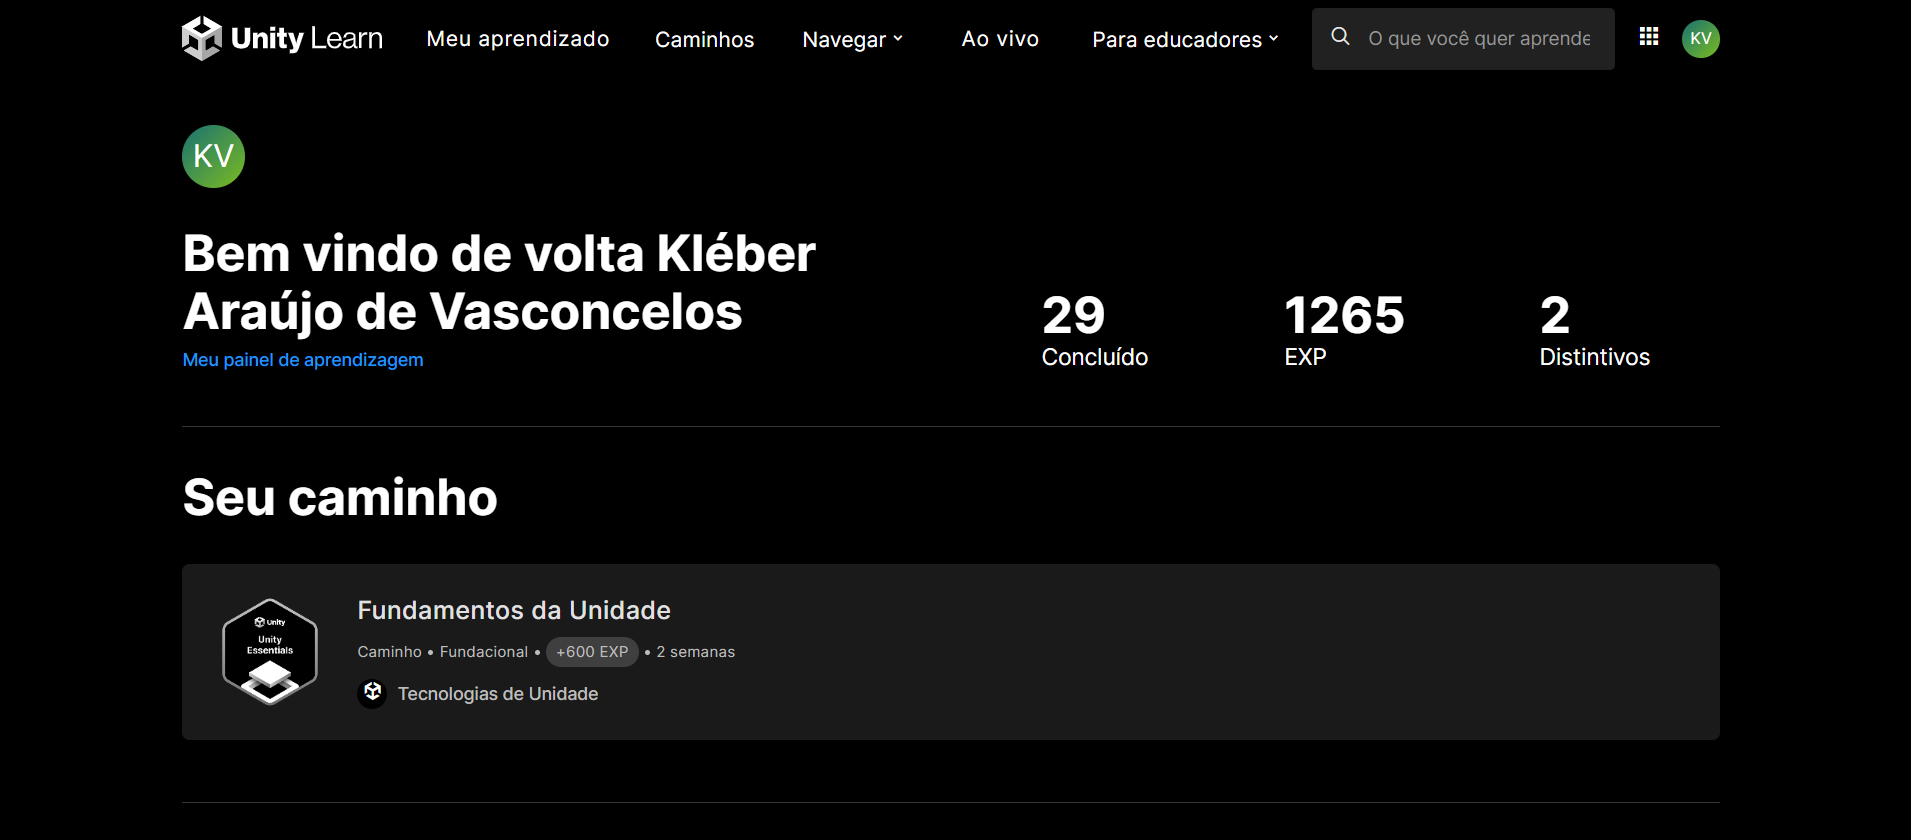 Unity Learn Meu aprendizado Caminhos Navegar Ao vivo Para educadores O que você quer aprende KV
KV
Bem vindo de volta Kléber
Araújo de Vasconcelos
Meu painel de aprendizagem
29 1265 2
Concluído EXP Distintivos
Seu caminho
Unity
Unity
Essentials
Fundamentos da Unidade
Caminho • Fundacional • +600 EXP • 2 semanas
Tecnologias de Unidade